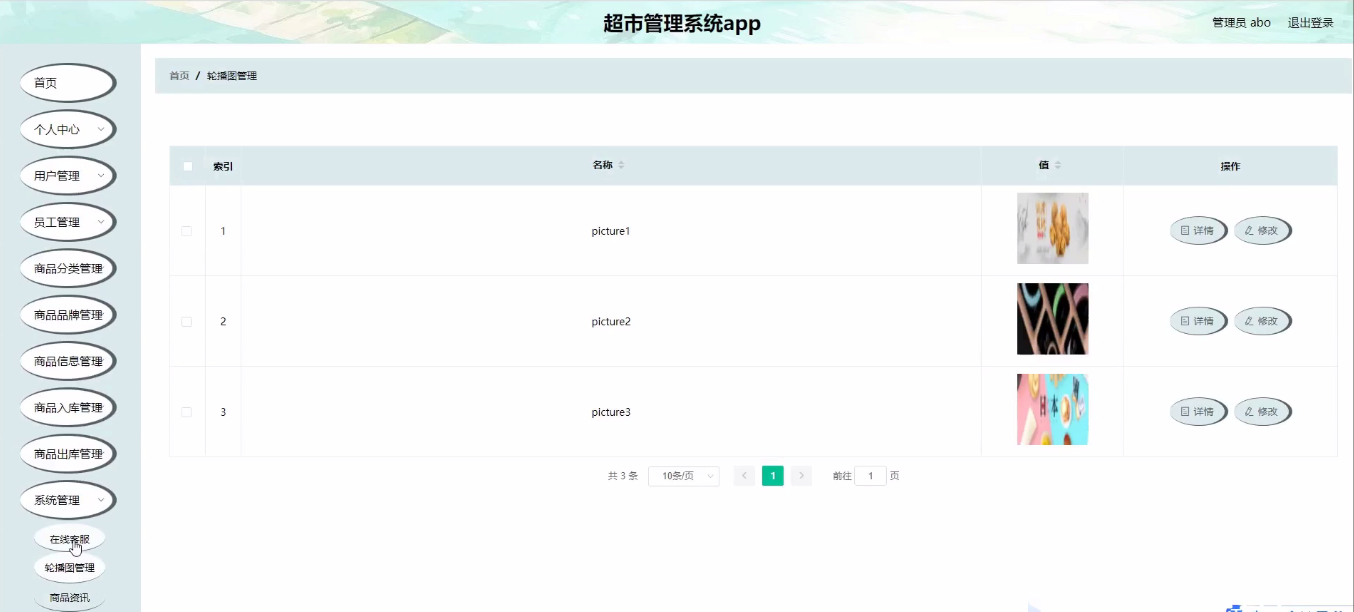 超市管理系统app
管理员 abo 退出登录
首页
个人中心
用户管理
员工管理
商品分类管理
商品品牌管理
商品信息管理
商品入库管理
商品出库管理
系统管理
在线客服
轮播图管理
商品资讯
首页 / 轮播图管理
索引 名称 值 操作
1 picture1 详情 修改
2 picture2 详情 修改
3 picture3 日本 详情 修改
共 3 条 10条/页 < 1 > 前往 1 页